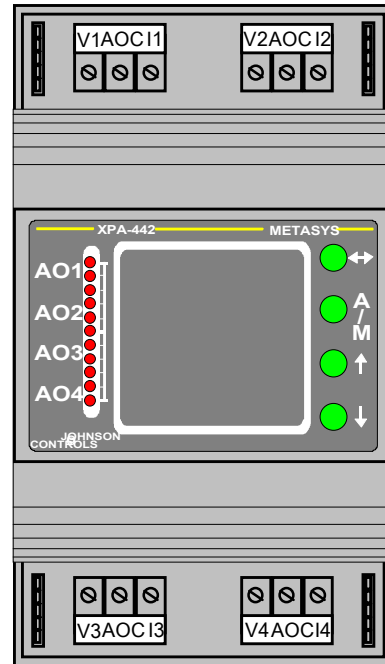 V1AOCI1 V2AOCI2
XPA-442 METASYS
AO1
AO2 A
/
AO3 M
AO4
JOHNSON
CONTROLS
V3AOCI3 V4AOCI4